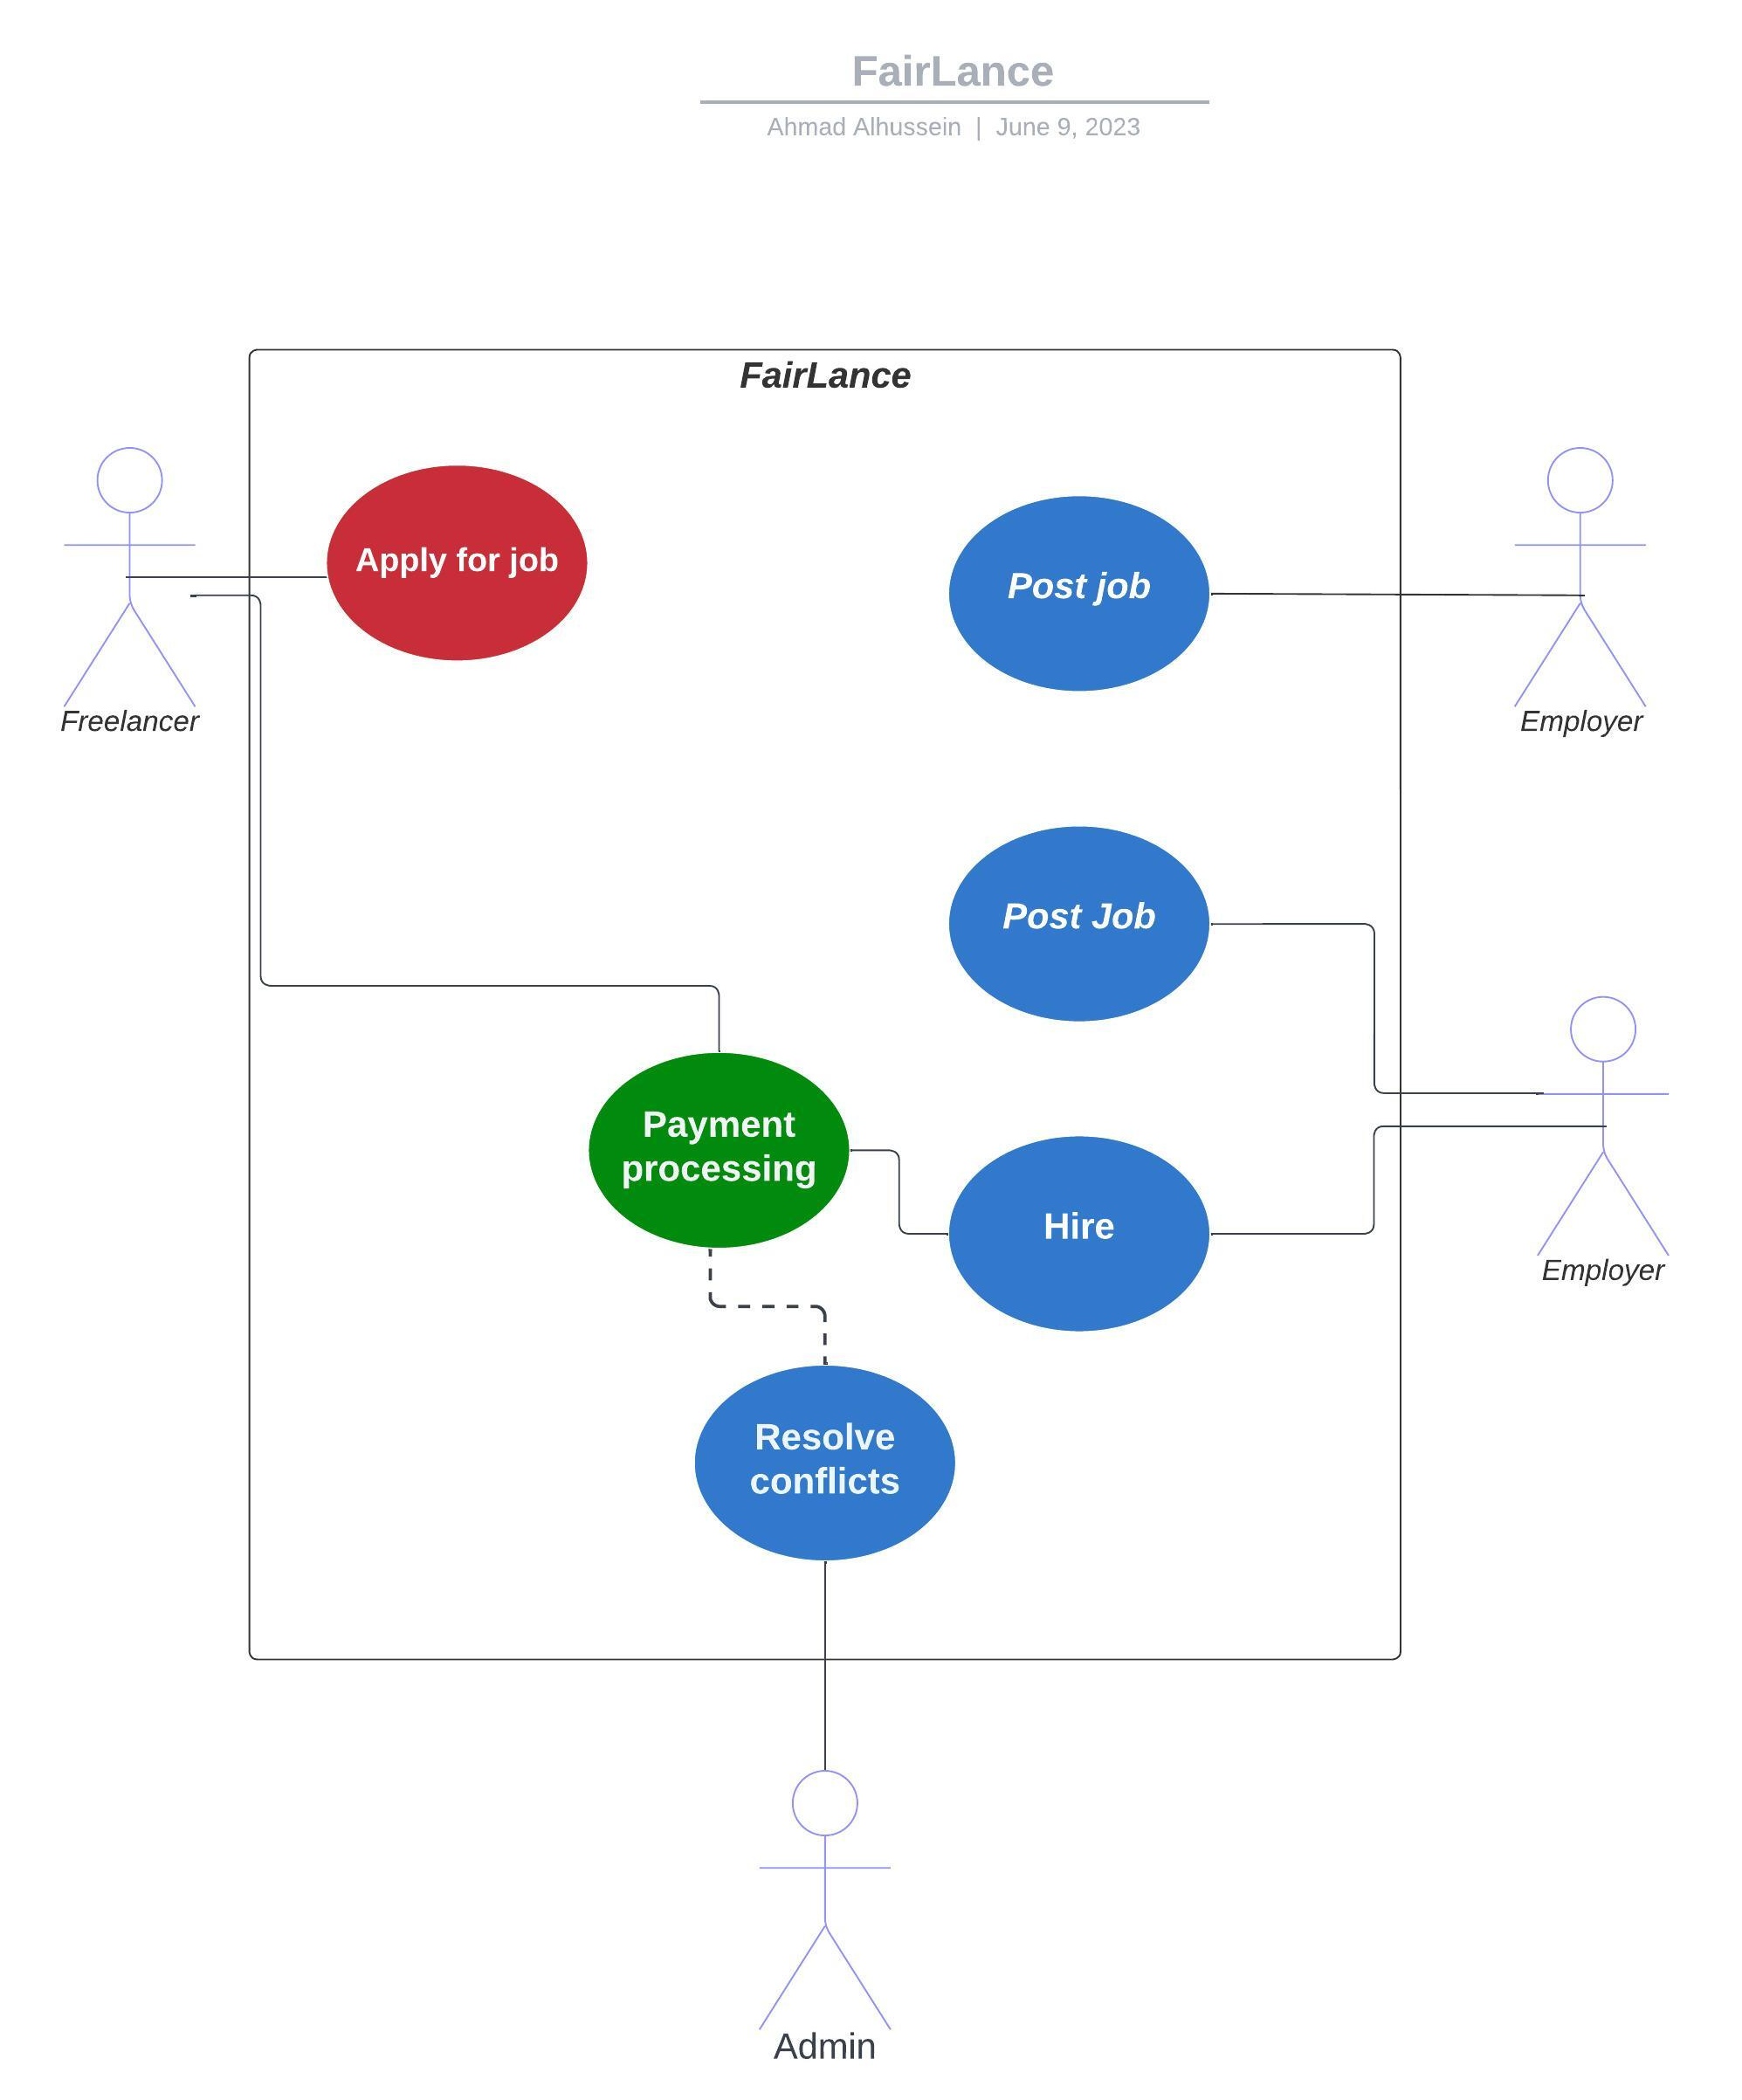 FairLance
Ahmad Alhussein | June 9, 2023
FairLance
Apply for job
Post job
Freelancer
Employer
Post Job
Payment
processing
Hire
Employer
Resolve
conflicts
Admin